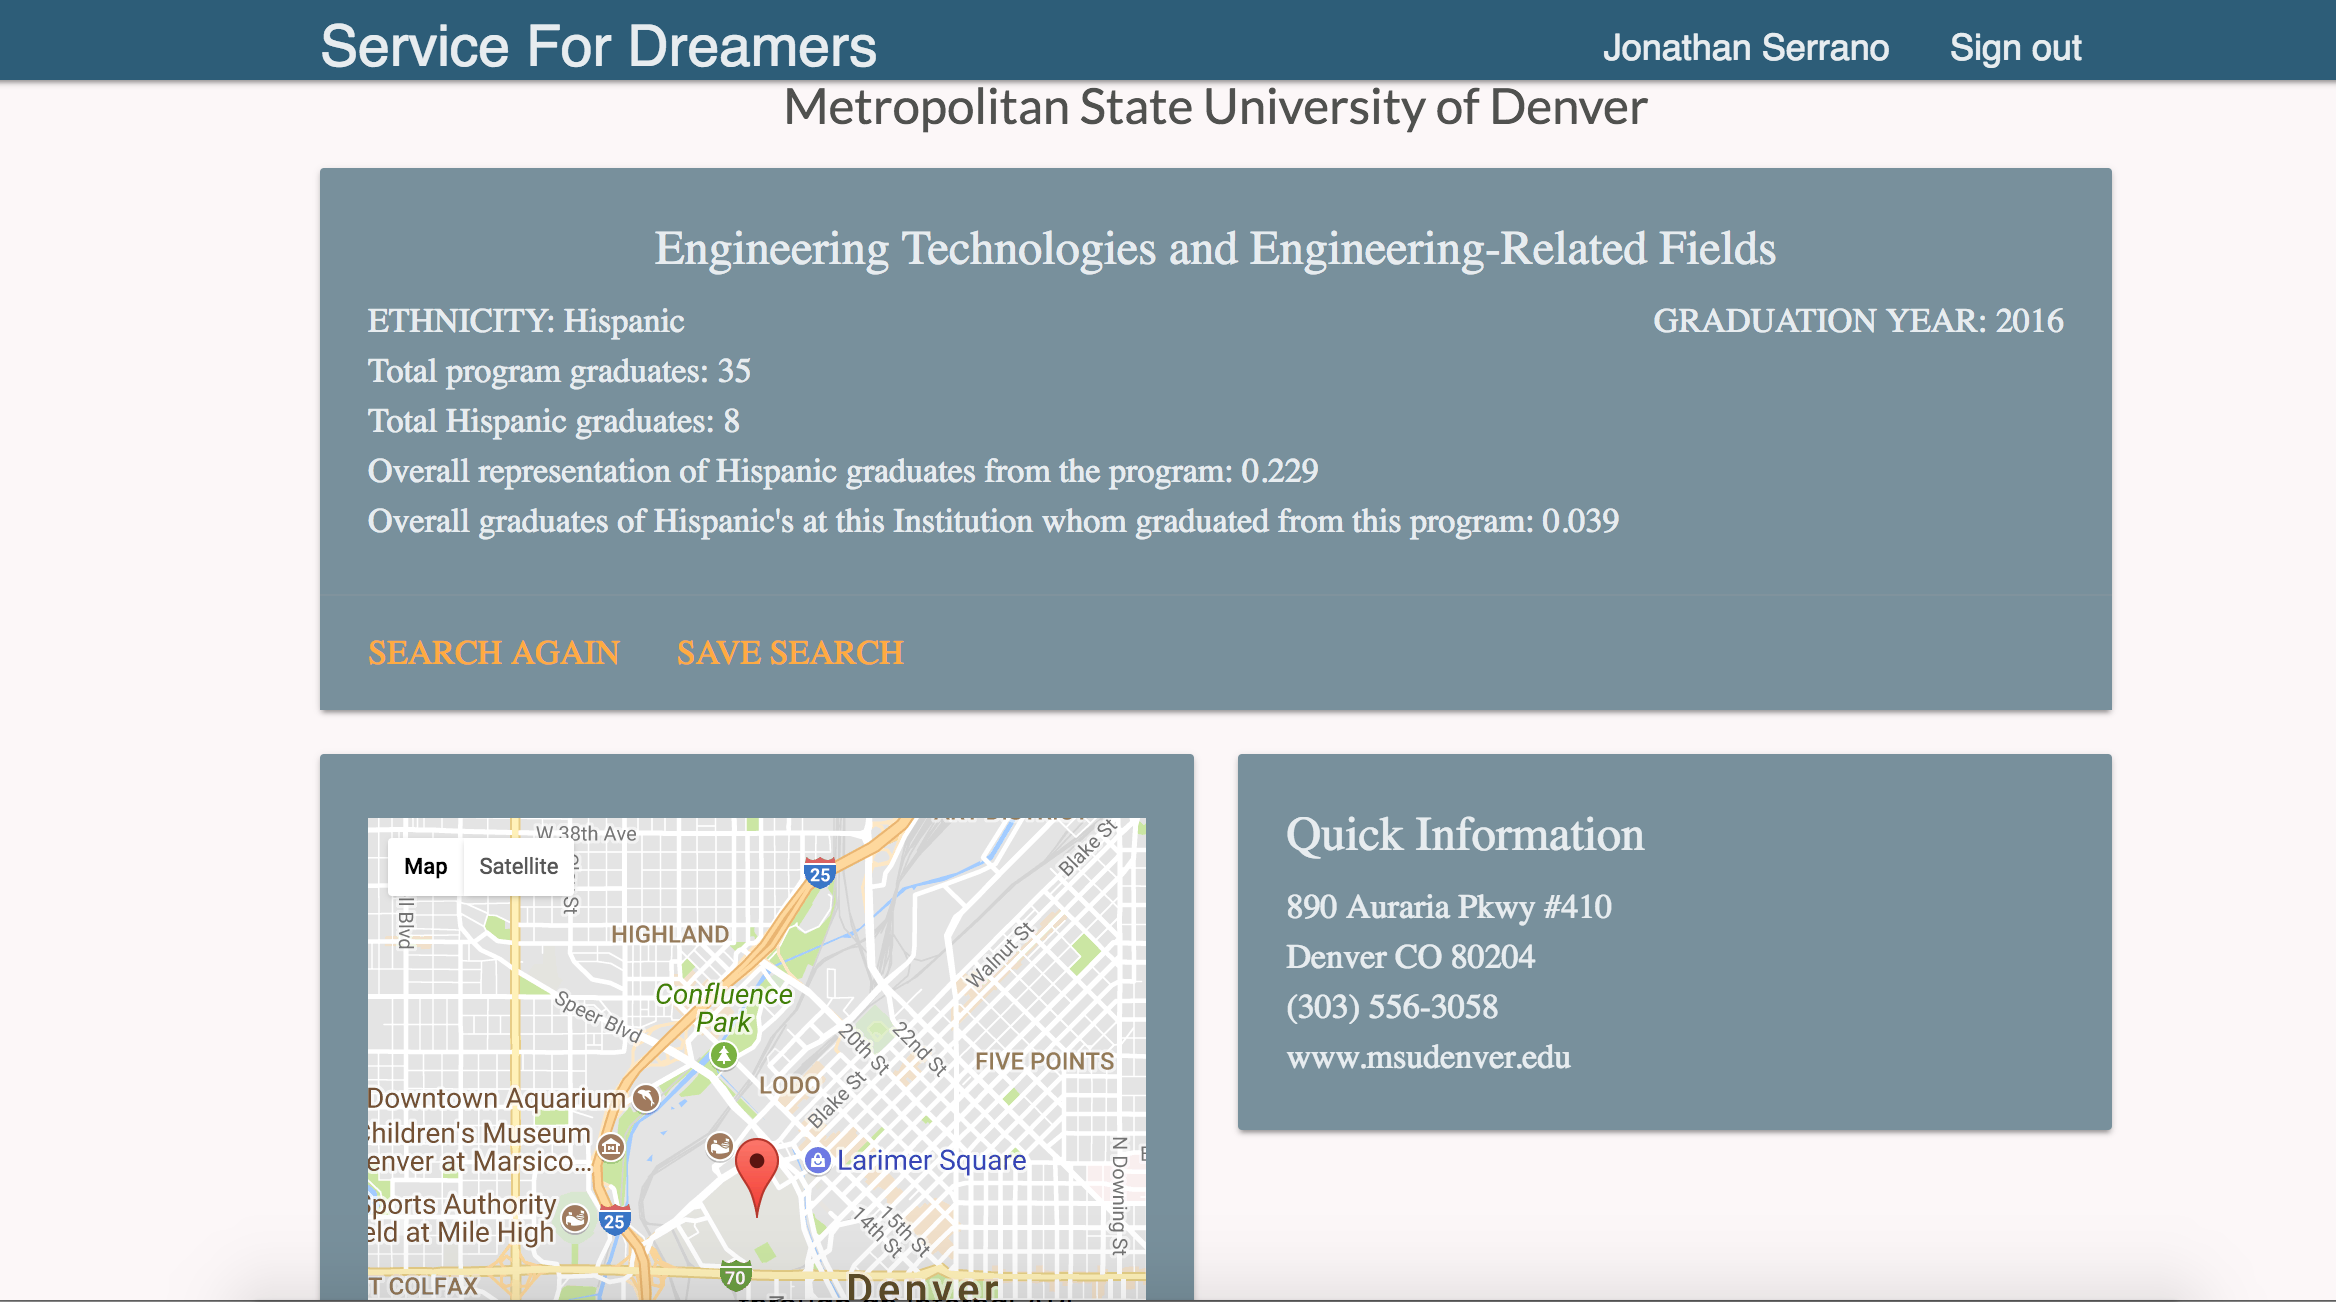 Service For Dreamers
Jonathan Serrano Sign out
Metropolitan State University of Denver
Engineering Technologies and Engineering-Related Fields
ETHNICITY: Hispanic
GRADUATION YEAR: 2016
Total program graduates: 35
Total Hispanic graduates: 8
Overall representation of Hispanic graduates from the program: 0.229
Overall graduates of Hispanic's at this Institution whom graduated from this program: 0.039
SEARCH AGAIN SAVE SEARCH
W 38th Ave
Map Satellite
St
ll Blvd
25
Blake St
HIGHLAND
Walnut St
Confluence
Park
Speer Blvd
20th St
22nd St
FIVE POINTS
LODO
Blake St
Downtown Aquarium
hildren's Museum
enver at Marsico...
Larimer Square
N Downing St
Sports Authority
eld at Mile High
25
15th St
14th St
70
T COLFAX
Denver
Quick Information
890 Auraria Pkwy #410
Denver CO 80204
(303) 556-3058
www.msudenver.edu